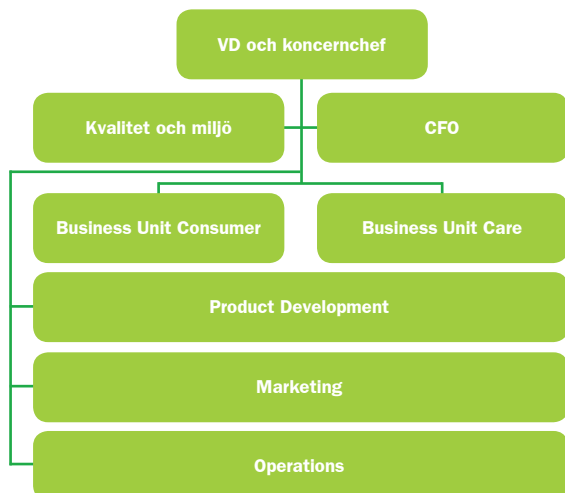 VD och koncernchef
Kvalitet och miljö
CFO
Business Unit Consumer
Business Unit Care
Product Development
Marketing
Operations